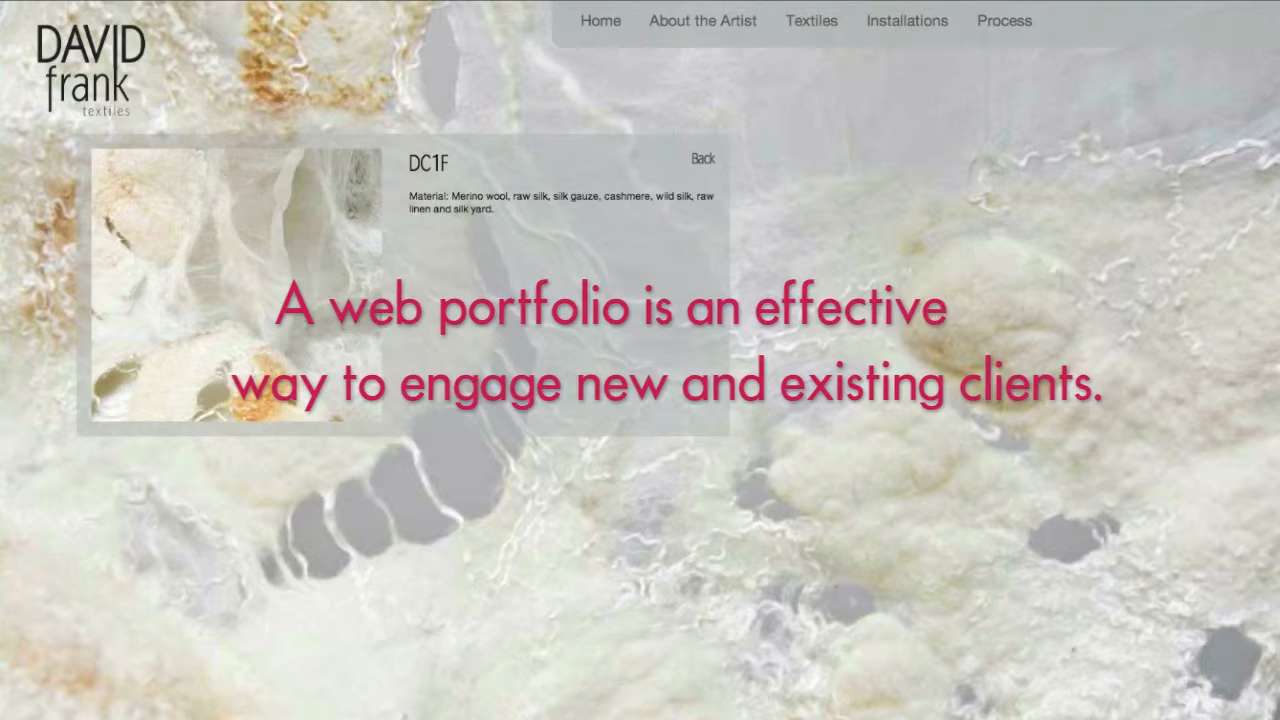 DAVID
frank
textiles
Home About the Artist Textiles Installations Process
DC1F
Back
Material: Merino wool, raw silk, silk gauze, cashmere, wild silk, raw
linen and silk yard.
A web portfolio is an effective
way to engage new and existing clients.